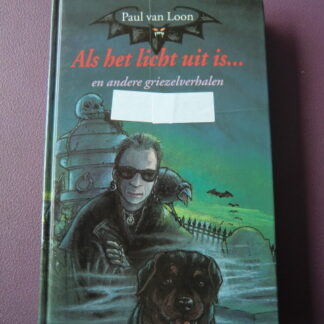 Paul van Loon
Als het licht uit is...
en andere griezelverhalen